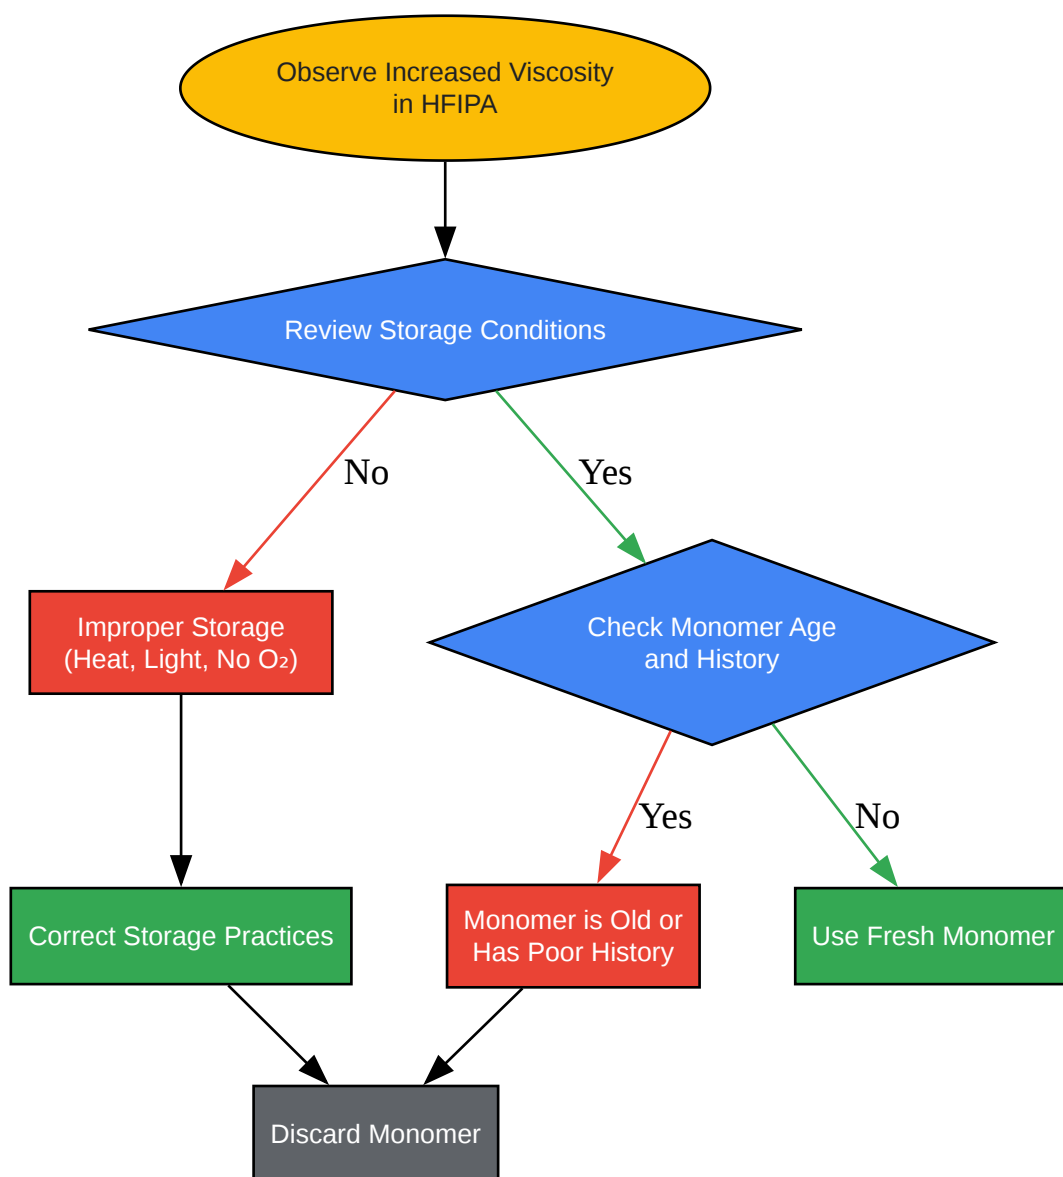 Observe Increased Viscosity
in HFIPA
Review Storage Conditions
No
Yes
Improper Storage
(Heat, Light, No O₂)
Check Monomer Age
and History
Yes
No
Correct Storage Practices
Monomer is Old or
Has Poor History
Use Fresh Monomer
Discard Monomer